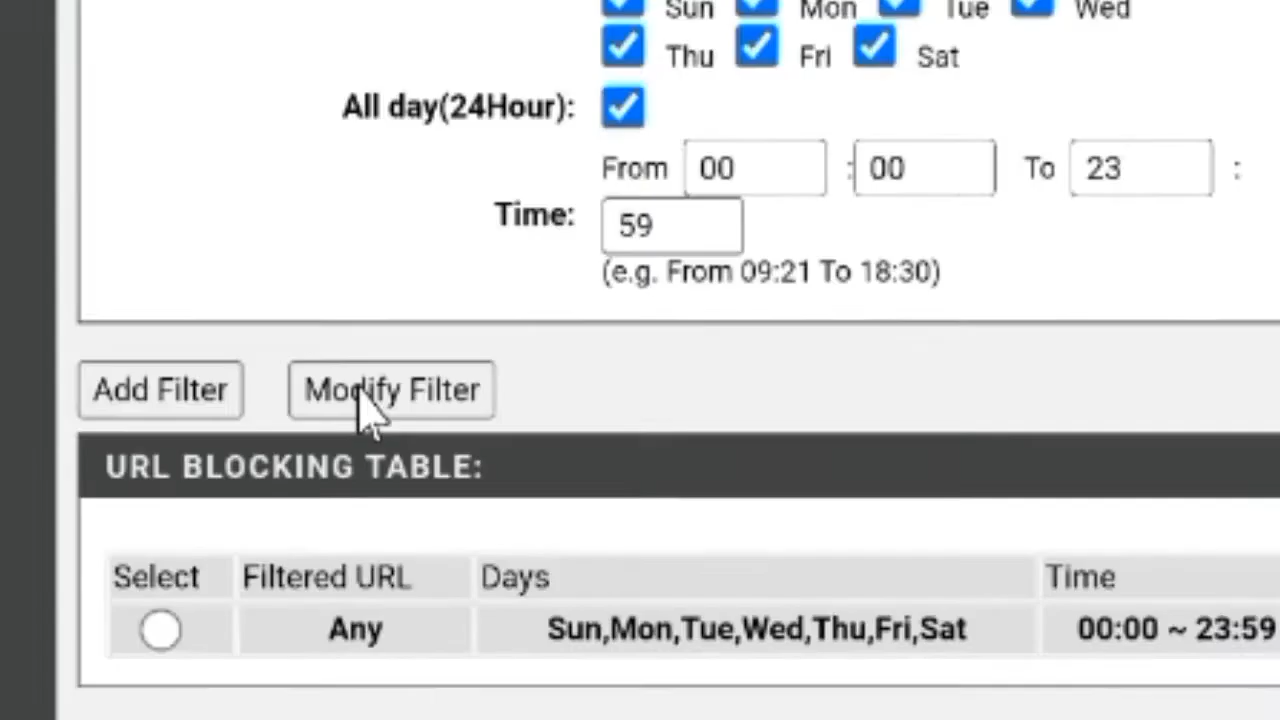 Sun Mon Tue Wed
Thu Fri Sat
All day(24Hour):
From 00 : 00 To 23 :
Time: 59
(e.g. From 09:21 To 18:30)
Add Filter Modify Filter
URL BLOCKING TABLE:
Select Filtered URL Days Time
Any Sun,Mon,Tue,Wed,Thu,Fri,Sat 00:00 ~ 23:59